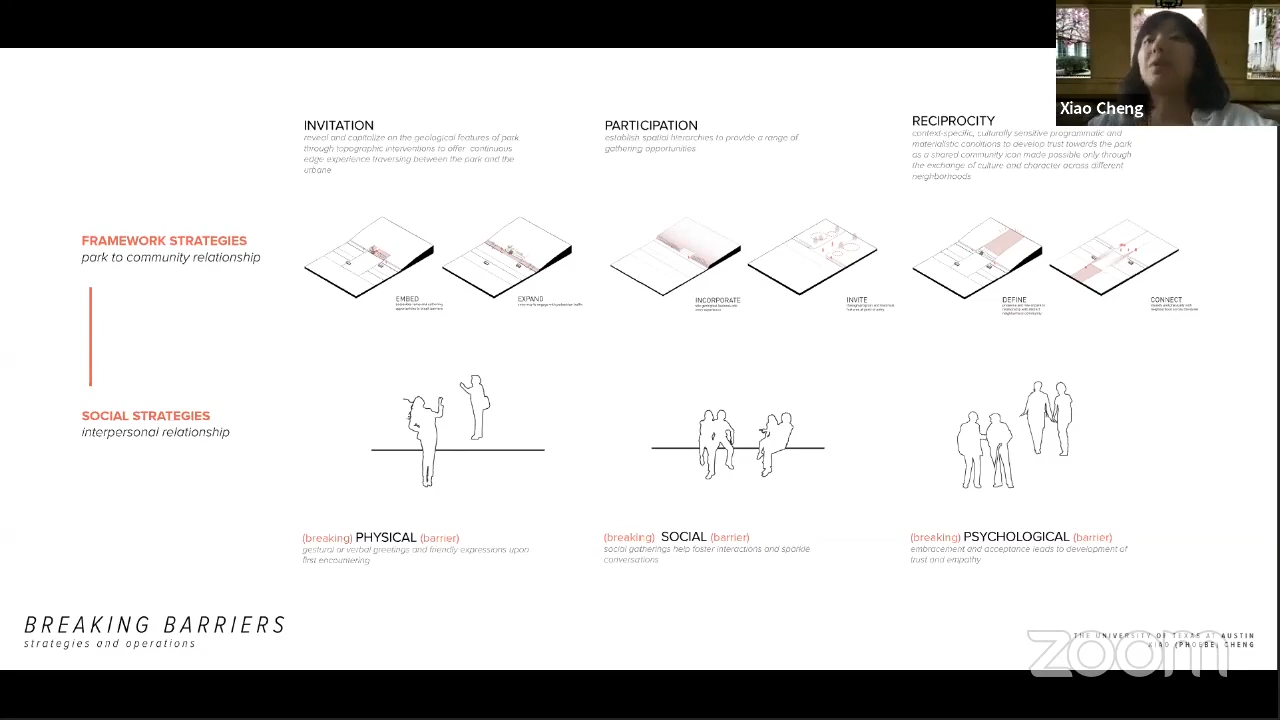 Xiao Cheng
INVITATION
reveal and capitalize on the geological features of park
through topographic interventions to offer continuous
edge experience traversing between the park and the
urbane
PARTICIPATION
establish spatial hierarchies to provide a range of
gathering opportunities
RECIPROCITY
context-specific, culturally sensitive programmatic and
materialistic conditions to develop trust towards the park
as a shared community icon made possible only through
the exchange of culture and character across different
neighborhoods
FRAMEWORK STRATEGIES
park to community relationship
EMBED
EXPAND
INCORPORATE
INVITE
DEFINE
CONNECT
SOCIAL STRATEGIES
interpersonal relationship
(breaking) PHYSICAL (barrier)
gestural or verbal greetings and friendly expressions upon
first encountering
(breaking) SOCIAL (barrier)
social gatherings help foster interactions and sparkle
conversations
(breaking) PSYCHOLOGICAL (barrier)
embracement and acceptance leads to development of
trust and empathy
BREAKING BARRIERS
strategies and operations
THE UNIVERSITY OF TEXAS AT AUSTIN
XIAO (PHOEBE) CHENG
zoom